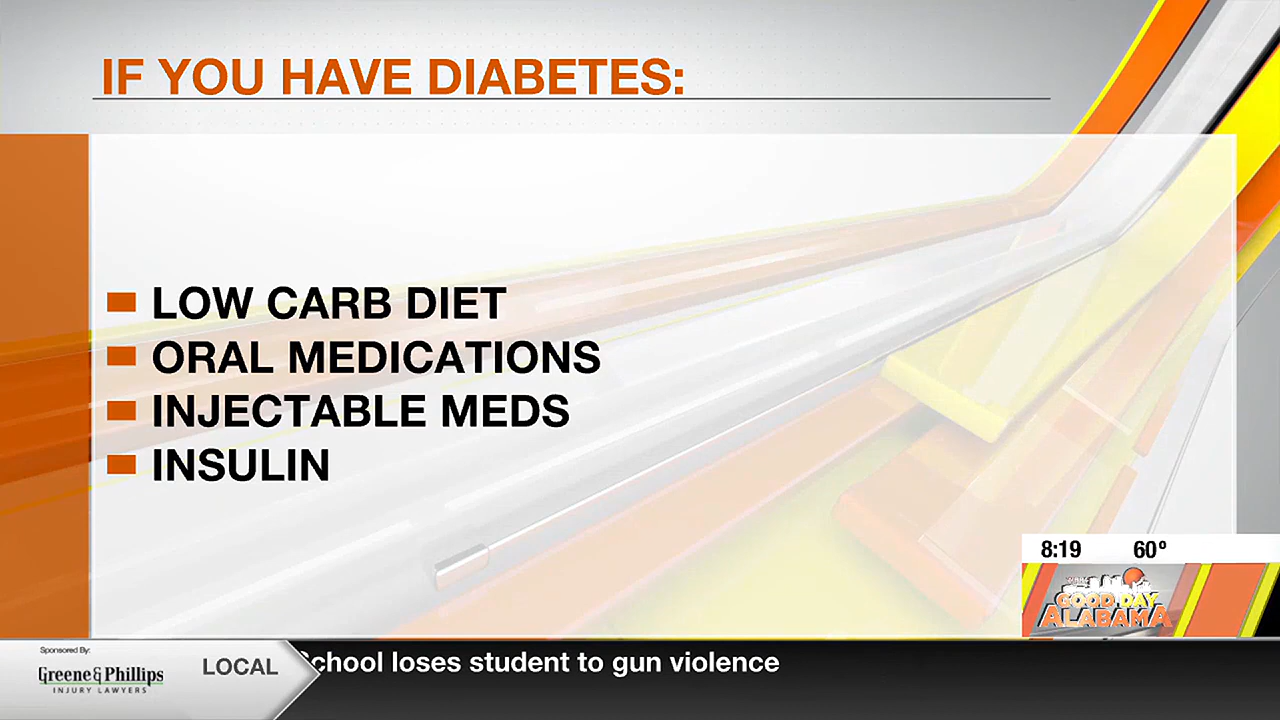 IF YOU HAVE DIABETES:
LOW CARB DIET
ORAL MEDICATIONS
INJECTABLE MEDS
INSULIN
8:19 60º
GOOD DAY
ALABAMA
Sponsored By:
Greene & Phillips
INJURY LAWYERS
LOCAL
School loses student to gun violence